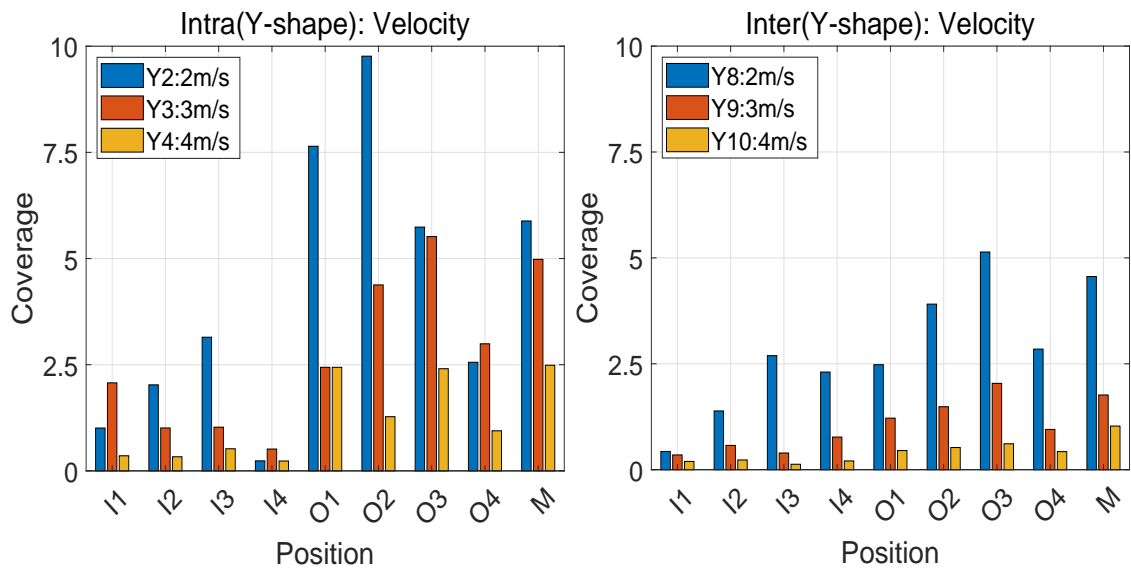 Intra(Y-shape): Velocity
10
7.5
5
2.5
0
Coverage
Y2:2m/s
Y3:3m/s
Y4:4m/s
I1
I2
I3
I4
O1
O2
O3
O4
M
Position
Inter(Y-shape): Velocity
10
7.5
5
2.5
0
Coverage
Y8:2m/s
Y9:3m/s
Y10:4m/s
I1
I2
I3
I4
O1
O2
O3
O4
M
Position